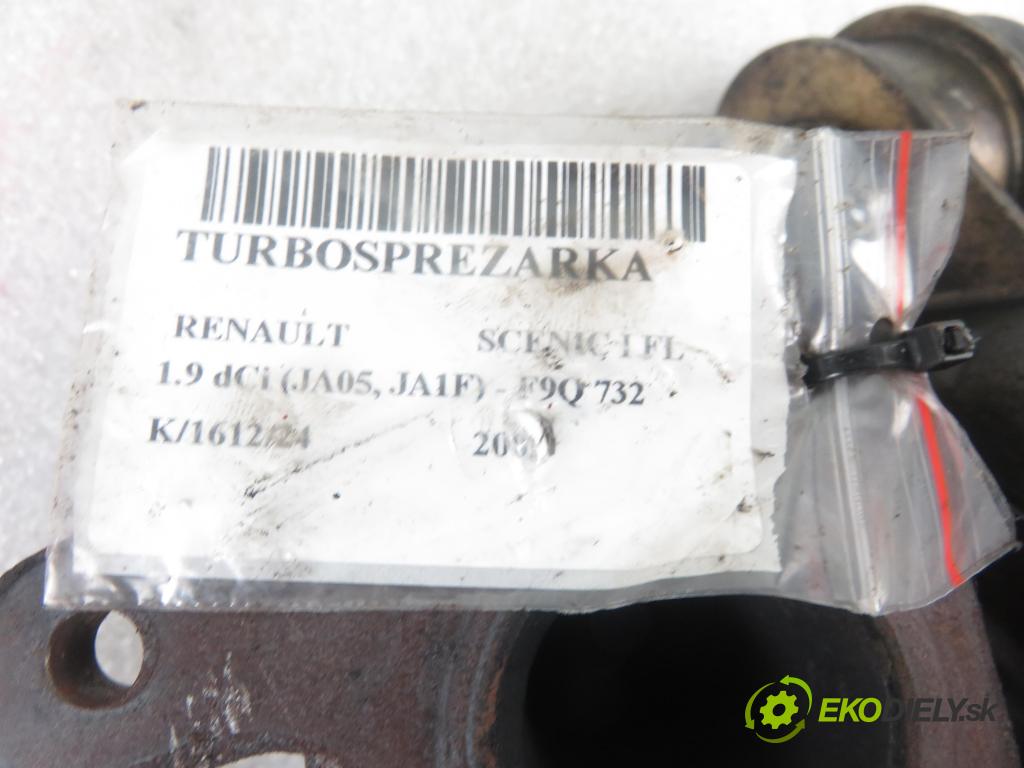 TURBOSPREZARKA
RENAULT SCENIC I FL
1.9 dCi (JA05, JA1F) - F9Q 732
K/1612/24
EKODIELY.sk